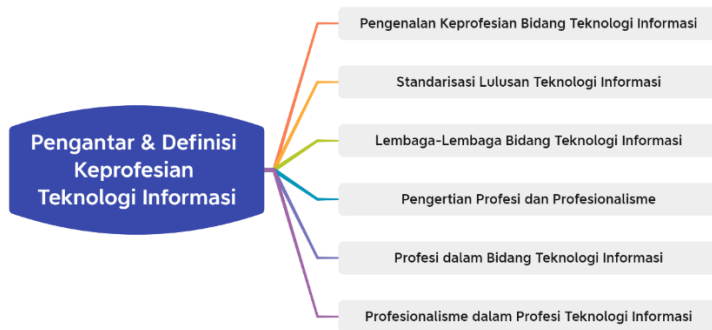 Pengantar & Definisi
Keprofesian
Teknologi Informasi
Pengenalan Keprofesian Bidang Teknologi Informasi
Standarisasi Lulusan Teknologi Informasi
Lembaga-Lembaga Bidang Teknologi Informasi
Pengertian Profesi dan Profesionalisme
Profesi dalam Bidang Teknologi Informasi
Profesionalisme dalam Profesi Teknologi Informasi